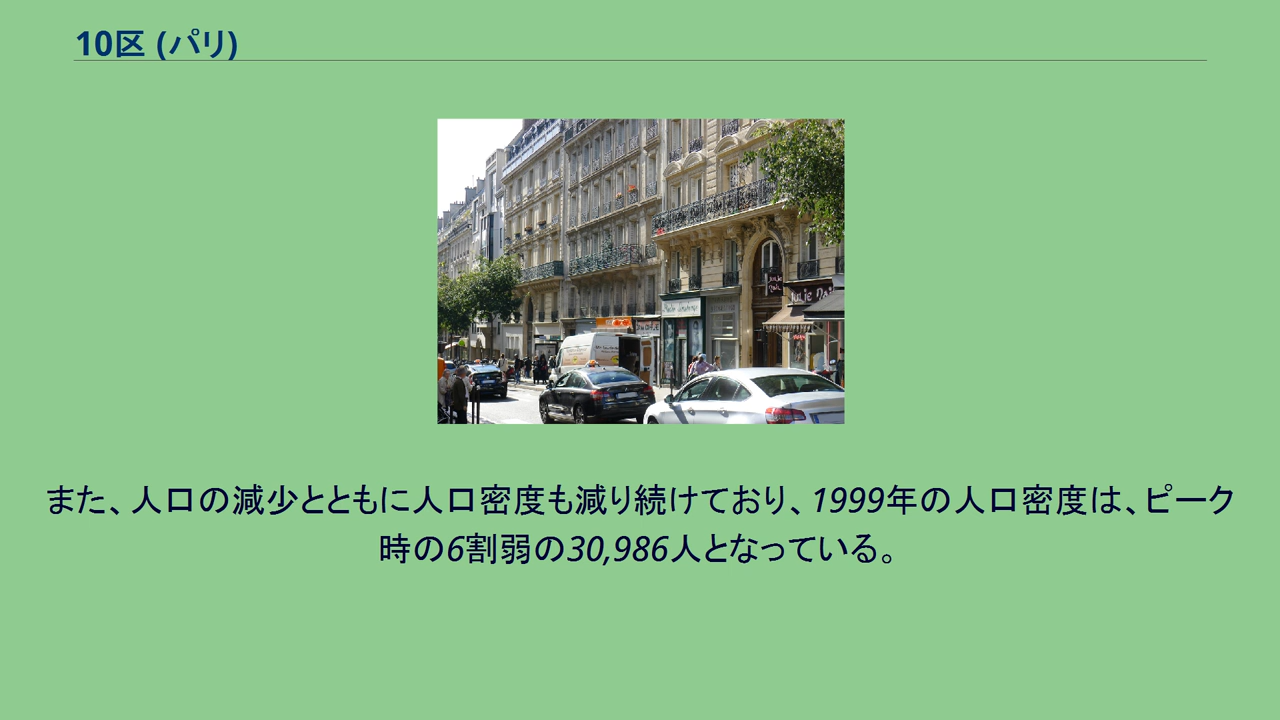 10区 (パリ)
また、人口の減少とともに人口密度も減り続けており、1999年の人口密度は、ピーク
時の6割弱の30,986人となっている。